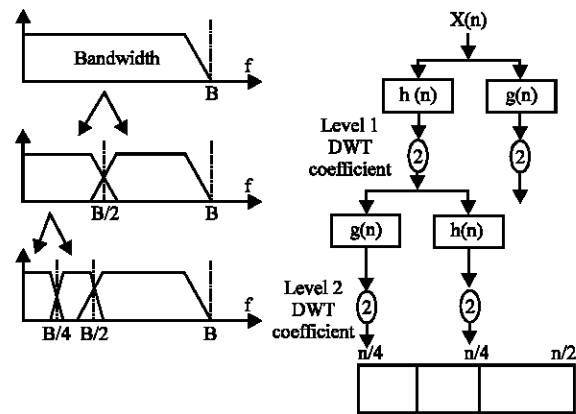 Bandwidth
f
B
f
B/2
B
f
B/4
B/2
B
X(n)
h (n)
g(n)
Level 1
DWT
coefficient
2
2
g(n)
h(n)
Level 2
DWT
coefficient
2
2
n/4
n/4
n/2